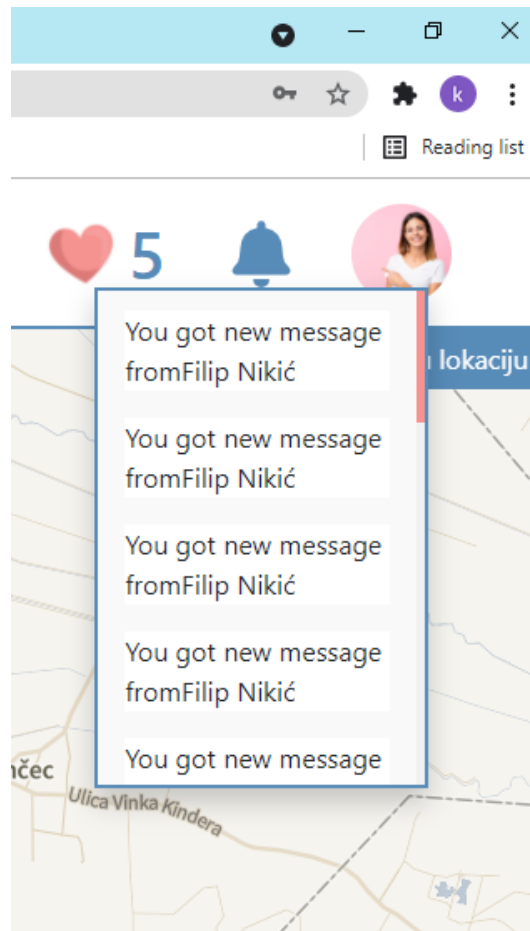 k
Reading list
5
You got new message
fromFilip Nikić
lokaciju
You got new message
fromFilip Nikić
You got new message
fromFilip Nikić
You got new message
fromFilip Nikić
You got new message
nčec
Ulica Vinka Kindera